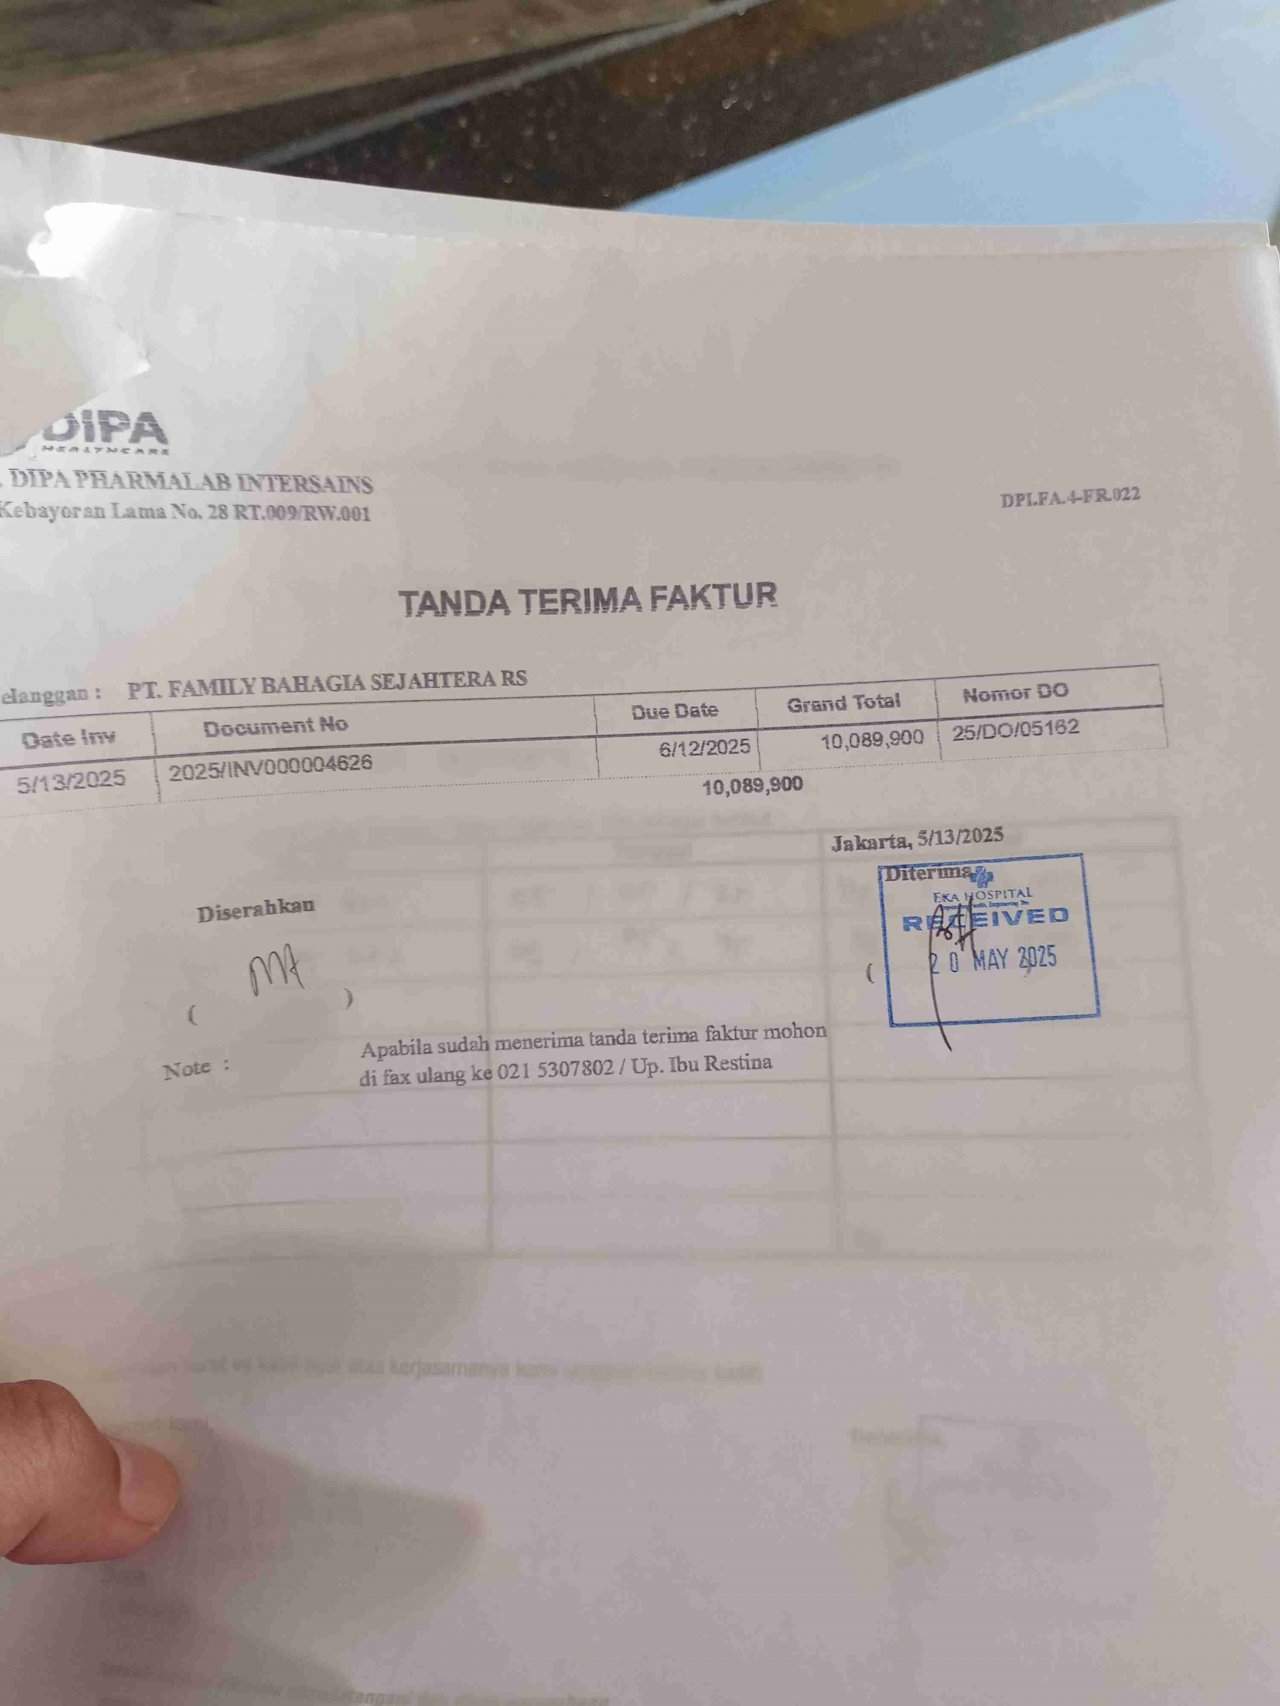 DIPA
HEALTHCARE
DIPA PHARMALAB INTERSAINS
Kebayoran Lama No. 28 RT.009/RW.001
DPI.FA.4-FR.022
TANDA TERIMA FAKTUR
elanggan : PT. FAMILY BAHAGIA SEJAHTERA RS
Date Inv Document No Due Date Grand Total Nomor DO
5/13/2025 2025/INV000004626 6/12/2025 10,089,900 25/DO/05162
10,089,900
Jakarta, 5/13/2025
Diserahkan Diterima
EKA HOSPITAL
RECEIVED
20 MAY 2025
( ) (
Note : Apabila sudah menerima tanda terima faktur mohon
di fax ulang ke 021 5307802 / Up. Ibu Restina